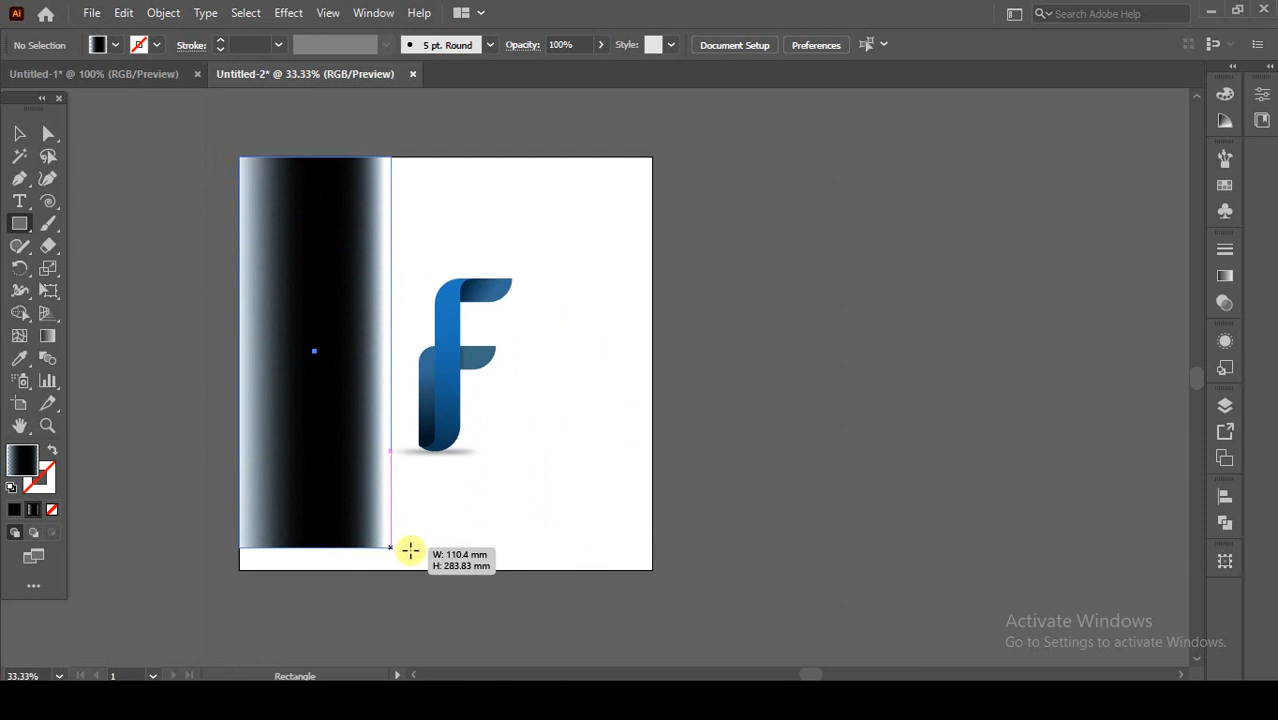 Ai File Edit Object Type Select Effect View Window Help Search Adobe Help
No Selection Stroke: 5 pt. Round Opacity: 100% Style: Document Setup Preferences
Untitled-1* @ 100% (RGB/Preview) × Untitled-2* @ 33.33% (RGB/Preview) ×
W: 110.4 mm
H: 283.83 mm
Activate Windows
Go to Settings to activate Windows.
33.33% 1 Rectangle